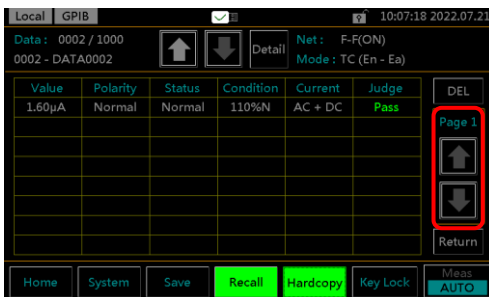 Local GPIB 10:07:18 2022.07.21
Data: 0002 / 1000 Detail Net: F-F(ON)
0002 - DATA0002 Mode : TC (En - Ea)
Value Polarity Status Condition Current Judge DEL
1.60µA Normal Normal 110%N AC + DC Pass
Page 1
Return
Home System Save Recall Hardcopy Key Lock Meas
AUTO